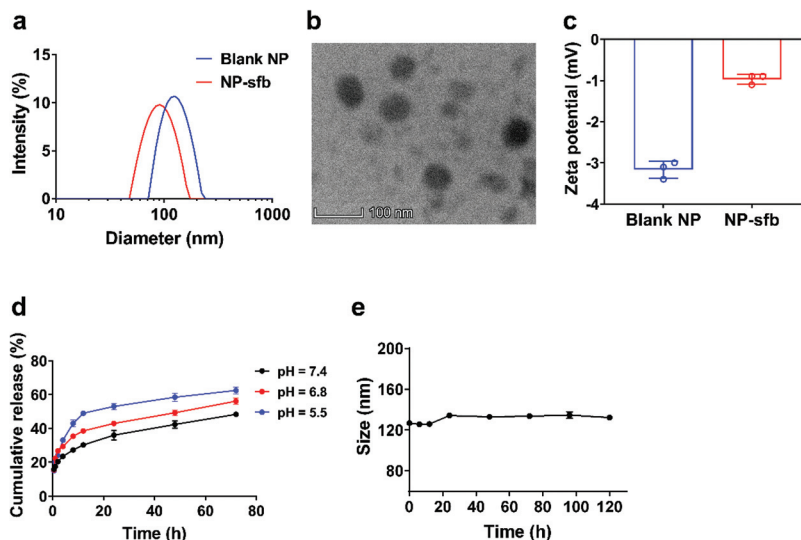 a
Intensity (%)
15
10
5
0
10
100
1000
Diameter (nm)
Blank NP
NP-sfb
b
100 nm
c
Zeta potential (mV)
0
-1
-2
-3
-4
Blank NP
NP-sfb
d
Cumulative release (%)
80
60
40
20
0
0
20
40
60
80
Time (h)
pH = 7.4
pH = 6.8
pH = 5.5
e
Size (nm)
200
160
120
80
0
20
40
60
80
100
120
Time (h)